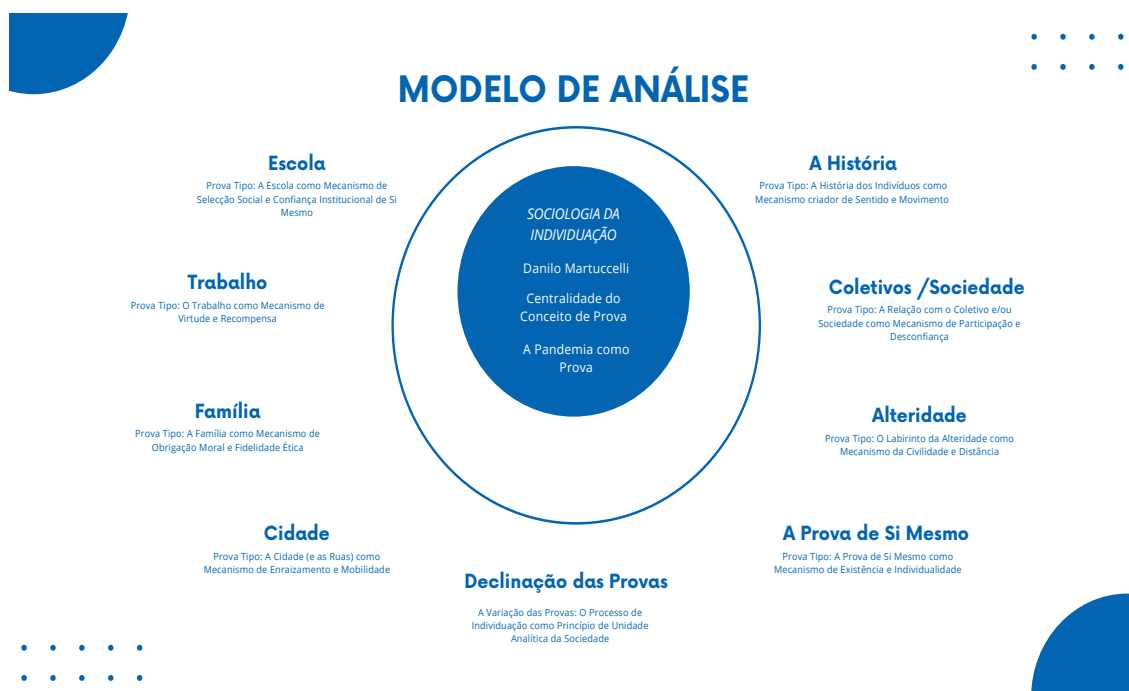 MODELO DE ANÁLISE
Escola
Prova Tipo: A Escola como Mecanismo de
Selecção Social e Confiança Institucional de Si
Mesmo
Trabalho
Prova Tipo: O Trabalho como Mecanismo de
Virtude e Recompensa
Família
Prova Tipo: A Família como Mecanismo de
Obrigação Moral e Fidelidade Ética
Cidade
Prova Tipo: A Cidade (e as Ruas) como
Mecanismo de Enraizamento e Mobilidade
SOCIOLOGIA DA
INDIVIDUAÇÃO
Danilo Martuccelli
Centralidade do
Conceito de Prova
A Pandemia como
Prova
Declinação das Provas
A Variação das Provas: O Processo de
Individuação como Princípio de Unidade
Analítica da Sociedade
A História
Prova Tipo: A História dos Indivíduos como
Mecanismo criador de Sentido e Movimento
Coletivos /Sociedade
Prova Tipo: A Relação com o Coletivo e/ou
Sociedade como Mecanismo de Participação e
Desconfiança
Alteridade
Prova Tipo: O Labirinto da Alteridade como
Mecanismo da Civilidade e Distância
A Prova de Si Mesmo
Prova Tipo: A Prova de Si Mesmo como
Mecanismo de Existência e Individualidade